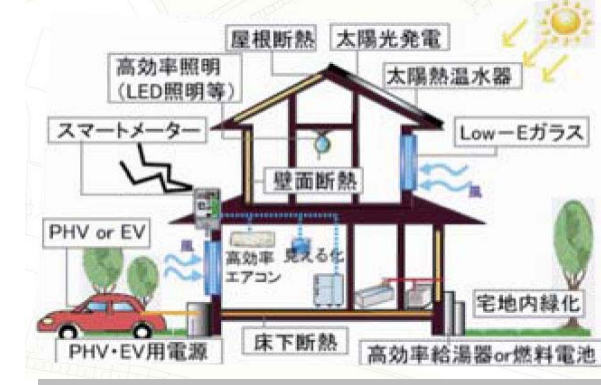 屋根断熱
太陽光発電
高効率照明
(LED照明等)
太陽熱温水器
スマートメーター
Low－Eガラス
壁面断熱
風
PHV or EV
風
高効率
エアコン
見える化
宅地内緑化
PHV・EV用電源
床下断熱
高効率給湯器or燃料電池